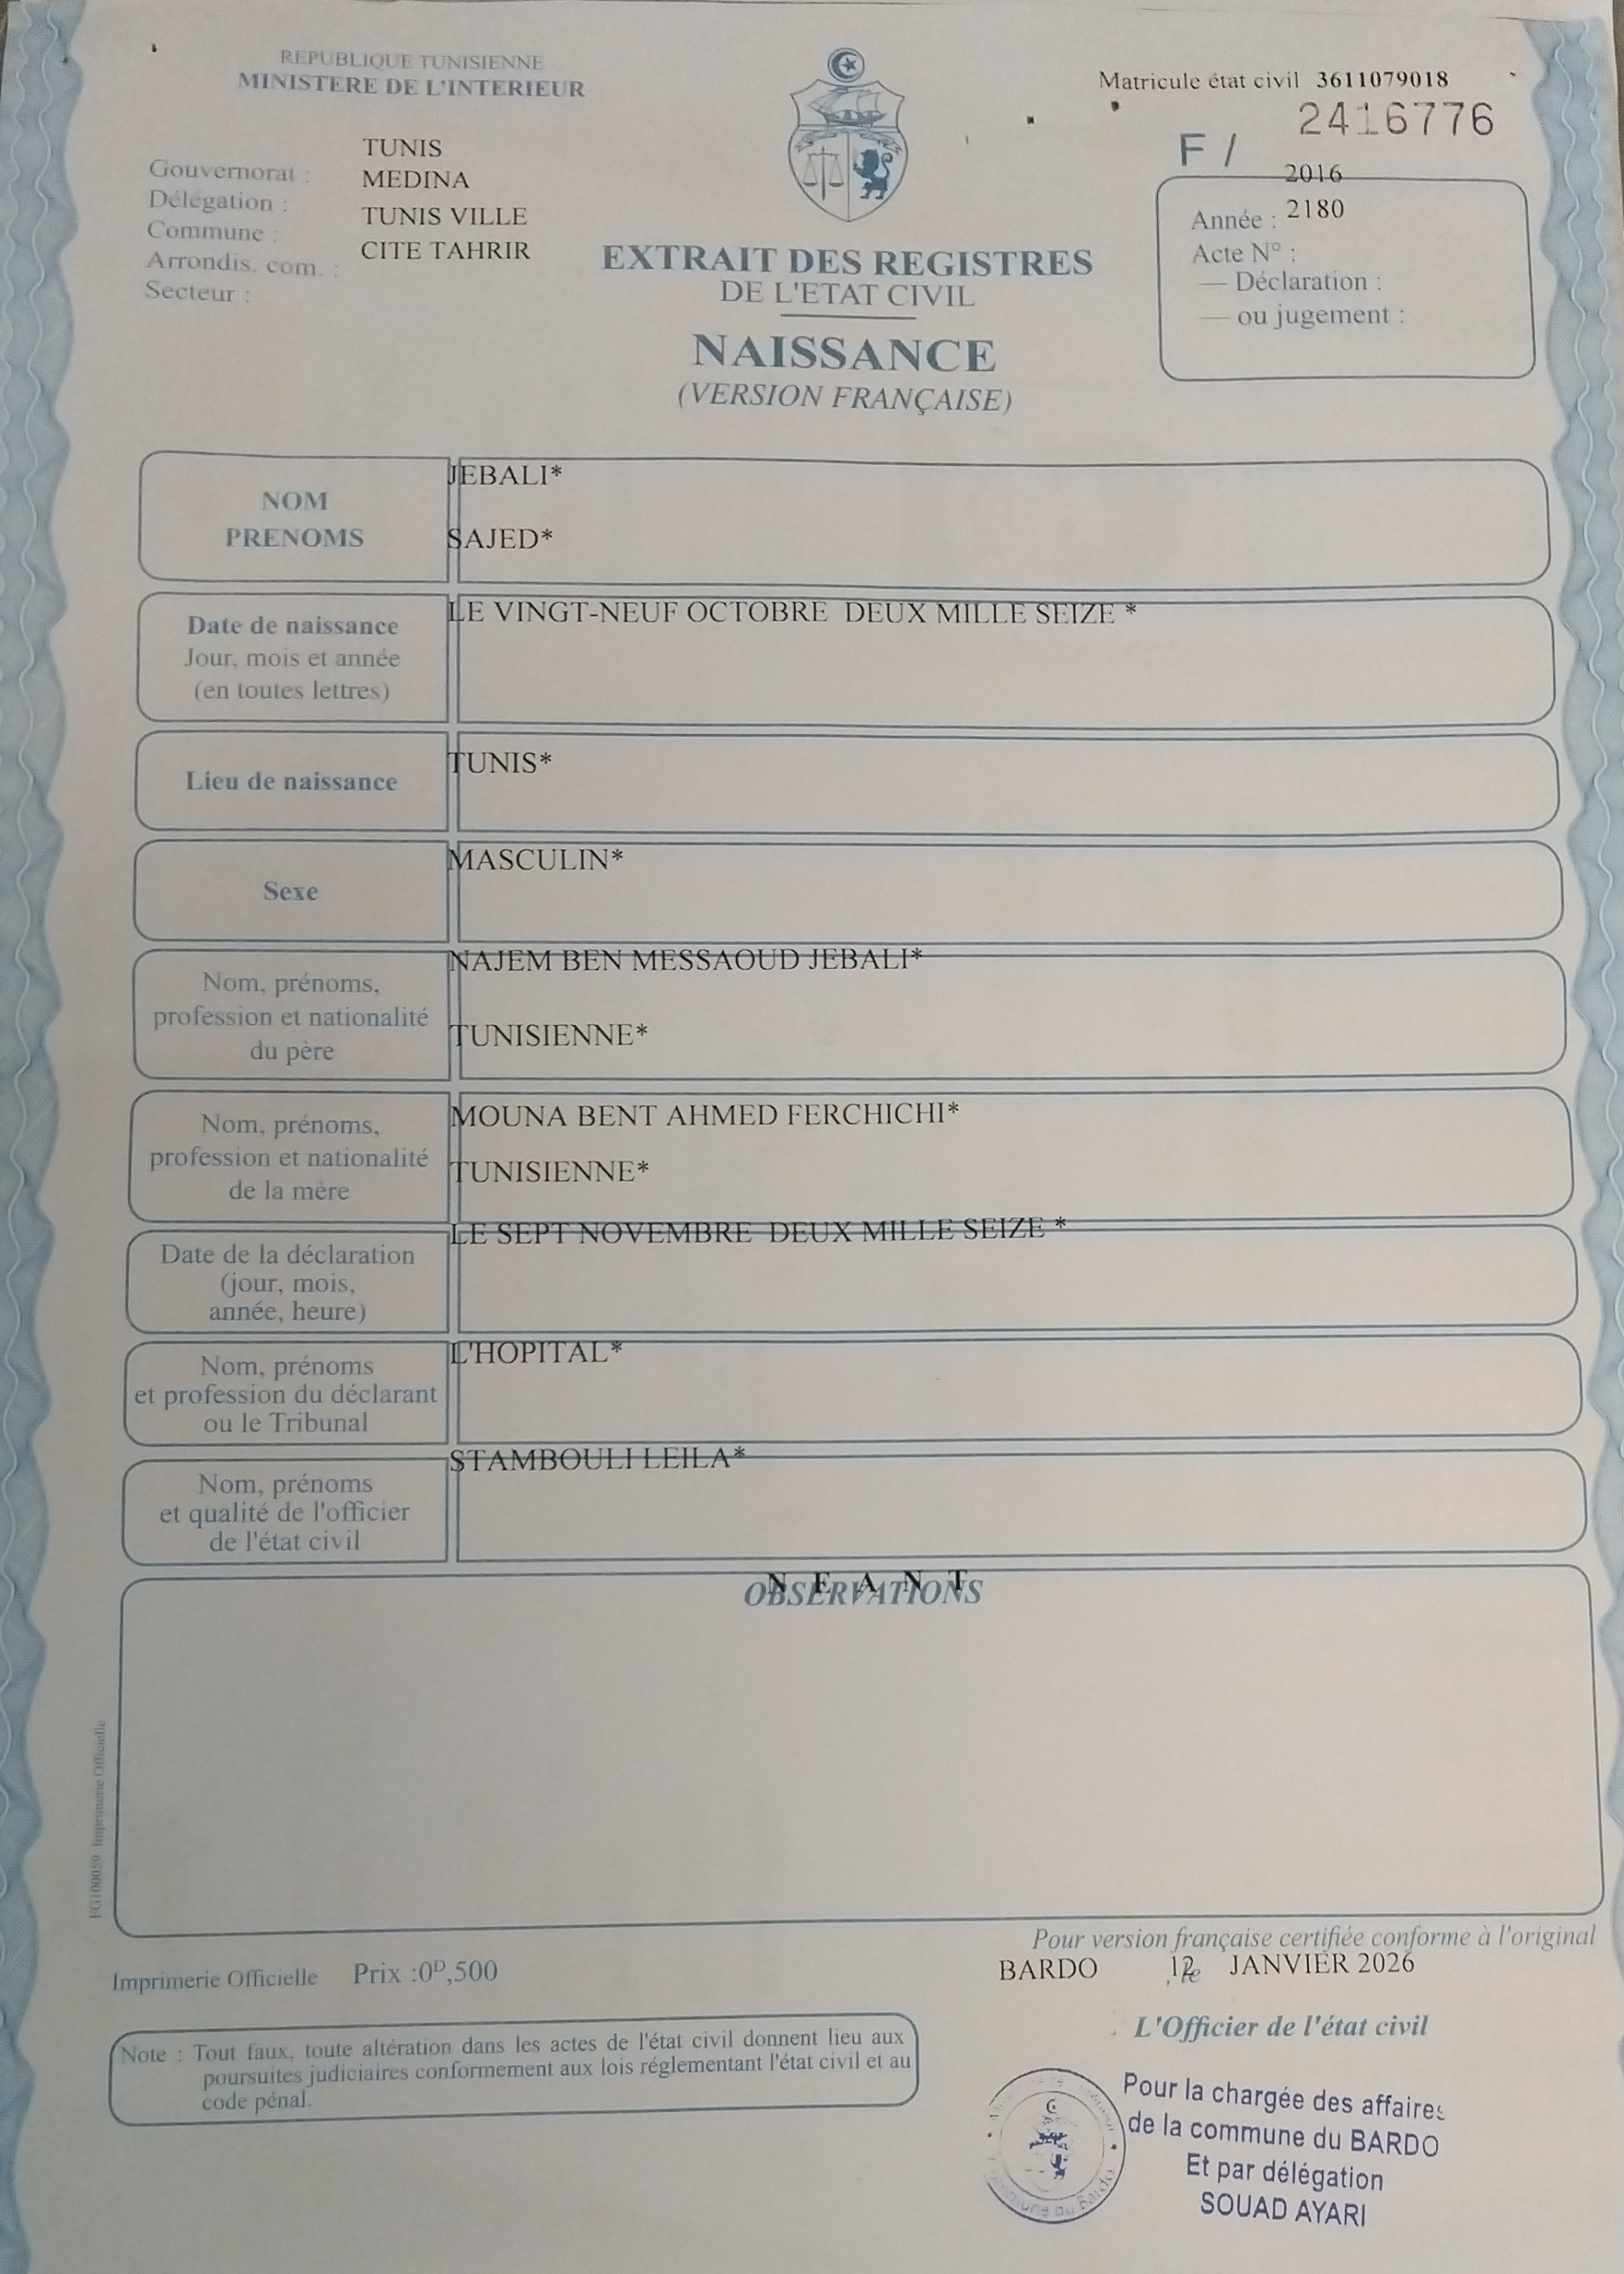 REPUBLIQUE TUNISIENNE
MINISTERE DE L'INTERIEUR
Matricule état civil 3611079018
2416776
F /
TUNIS
Gouvernorat :
MEDINA
Délégation :
TUNIS VILLE
Commune :
CITE TAHRIR
Arrondis. com. :
Secteur :
2016
Année : 2180
Acte N° :
— Déclaration :
— ou jugement :
EXTRAIT DES REGISTRES
DE L'ETAT CIVIL
NAISSANCE
(VERSION FRANÇAISE)
NOM
PRENOMS
JEBALI*
SAJED*
Date de naissance
Jour, mois et année
(en toutes lettres)
LE VINGT-NEUF OCTOBRE DEUX MILLE SEIZE *
Lieu de naissance
TUNIS*
Sexe
MASCULIN*
Nom, prénoms,
profession et nationalité
du père
NAJEM BEN MESSAOUD JEBALI*
TUNISIENNE*
Nom, prénoms,
profession et nationalité
de la mère
MOUNA BENT AHMED FERCHICHI*
TUNISIENNE*
Date de la déclaration
(jour, mois,
année, heure)
LE SEPT NOVEMBRE DEUX MILLE SEIZE *
Nom, prénoms
et profession du déclarant
ou le Tribunal
L'HOPITAL*
Nom, prénoms
et qualité de l'officier
de l'état civil
STAMBOULI LEILA*
N E A N T
OBSERVATIONS
FG100059 Imprimerie Officielle
Pour version française certifiée conforme à l'original
BARDO , le 12 JANVIER 2026
Imprimerie Officielle Prix :0ᴰ,500
L'Officier de l'état civil
Note : Tout faux, toute altération dans les actes de l'état civil donnent lieu aux
poursuites judiciaires conformement aux lois réglementant l'état civil et au
code pénal.
Pour la chargée des affaires
de la commune du BARDO
Et par délégation
SOUAD AYARI